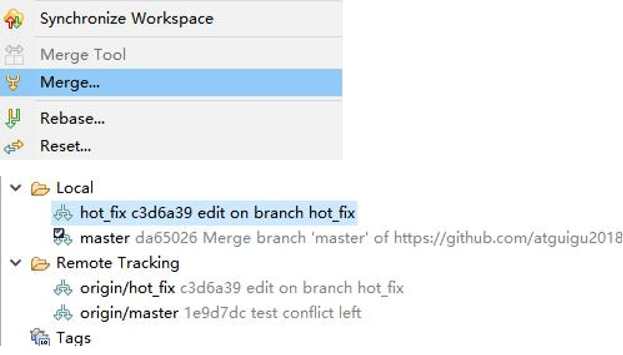 Synchronize Workspace
Merge Tool
Merge...
Rebase...
Reset...
Local
hot_fix c3d6a39 edit on branch hot_fix
master da65026 Merge branch 'master' of https://github.com/atguigu2018
Remote Tracking
origin/hot_fix c3d6a39 edit on branch hot_fix
origin/master 1e9d7dc test conflict left
Tags